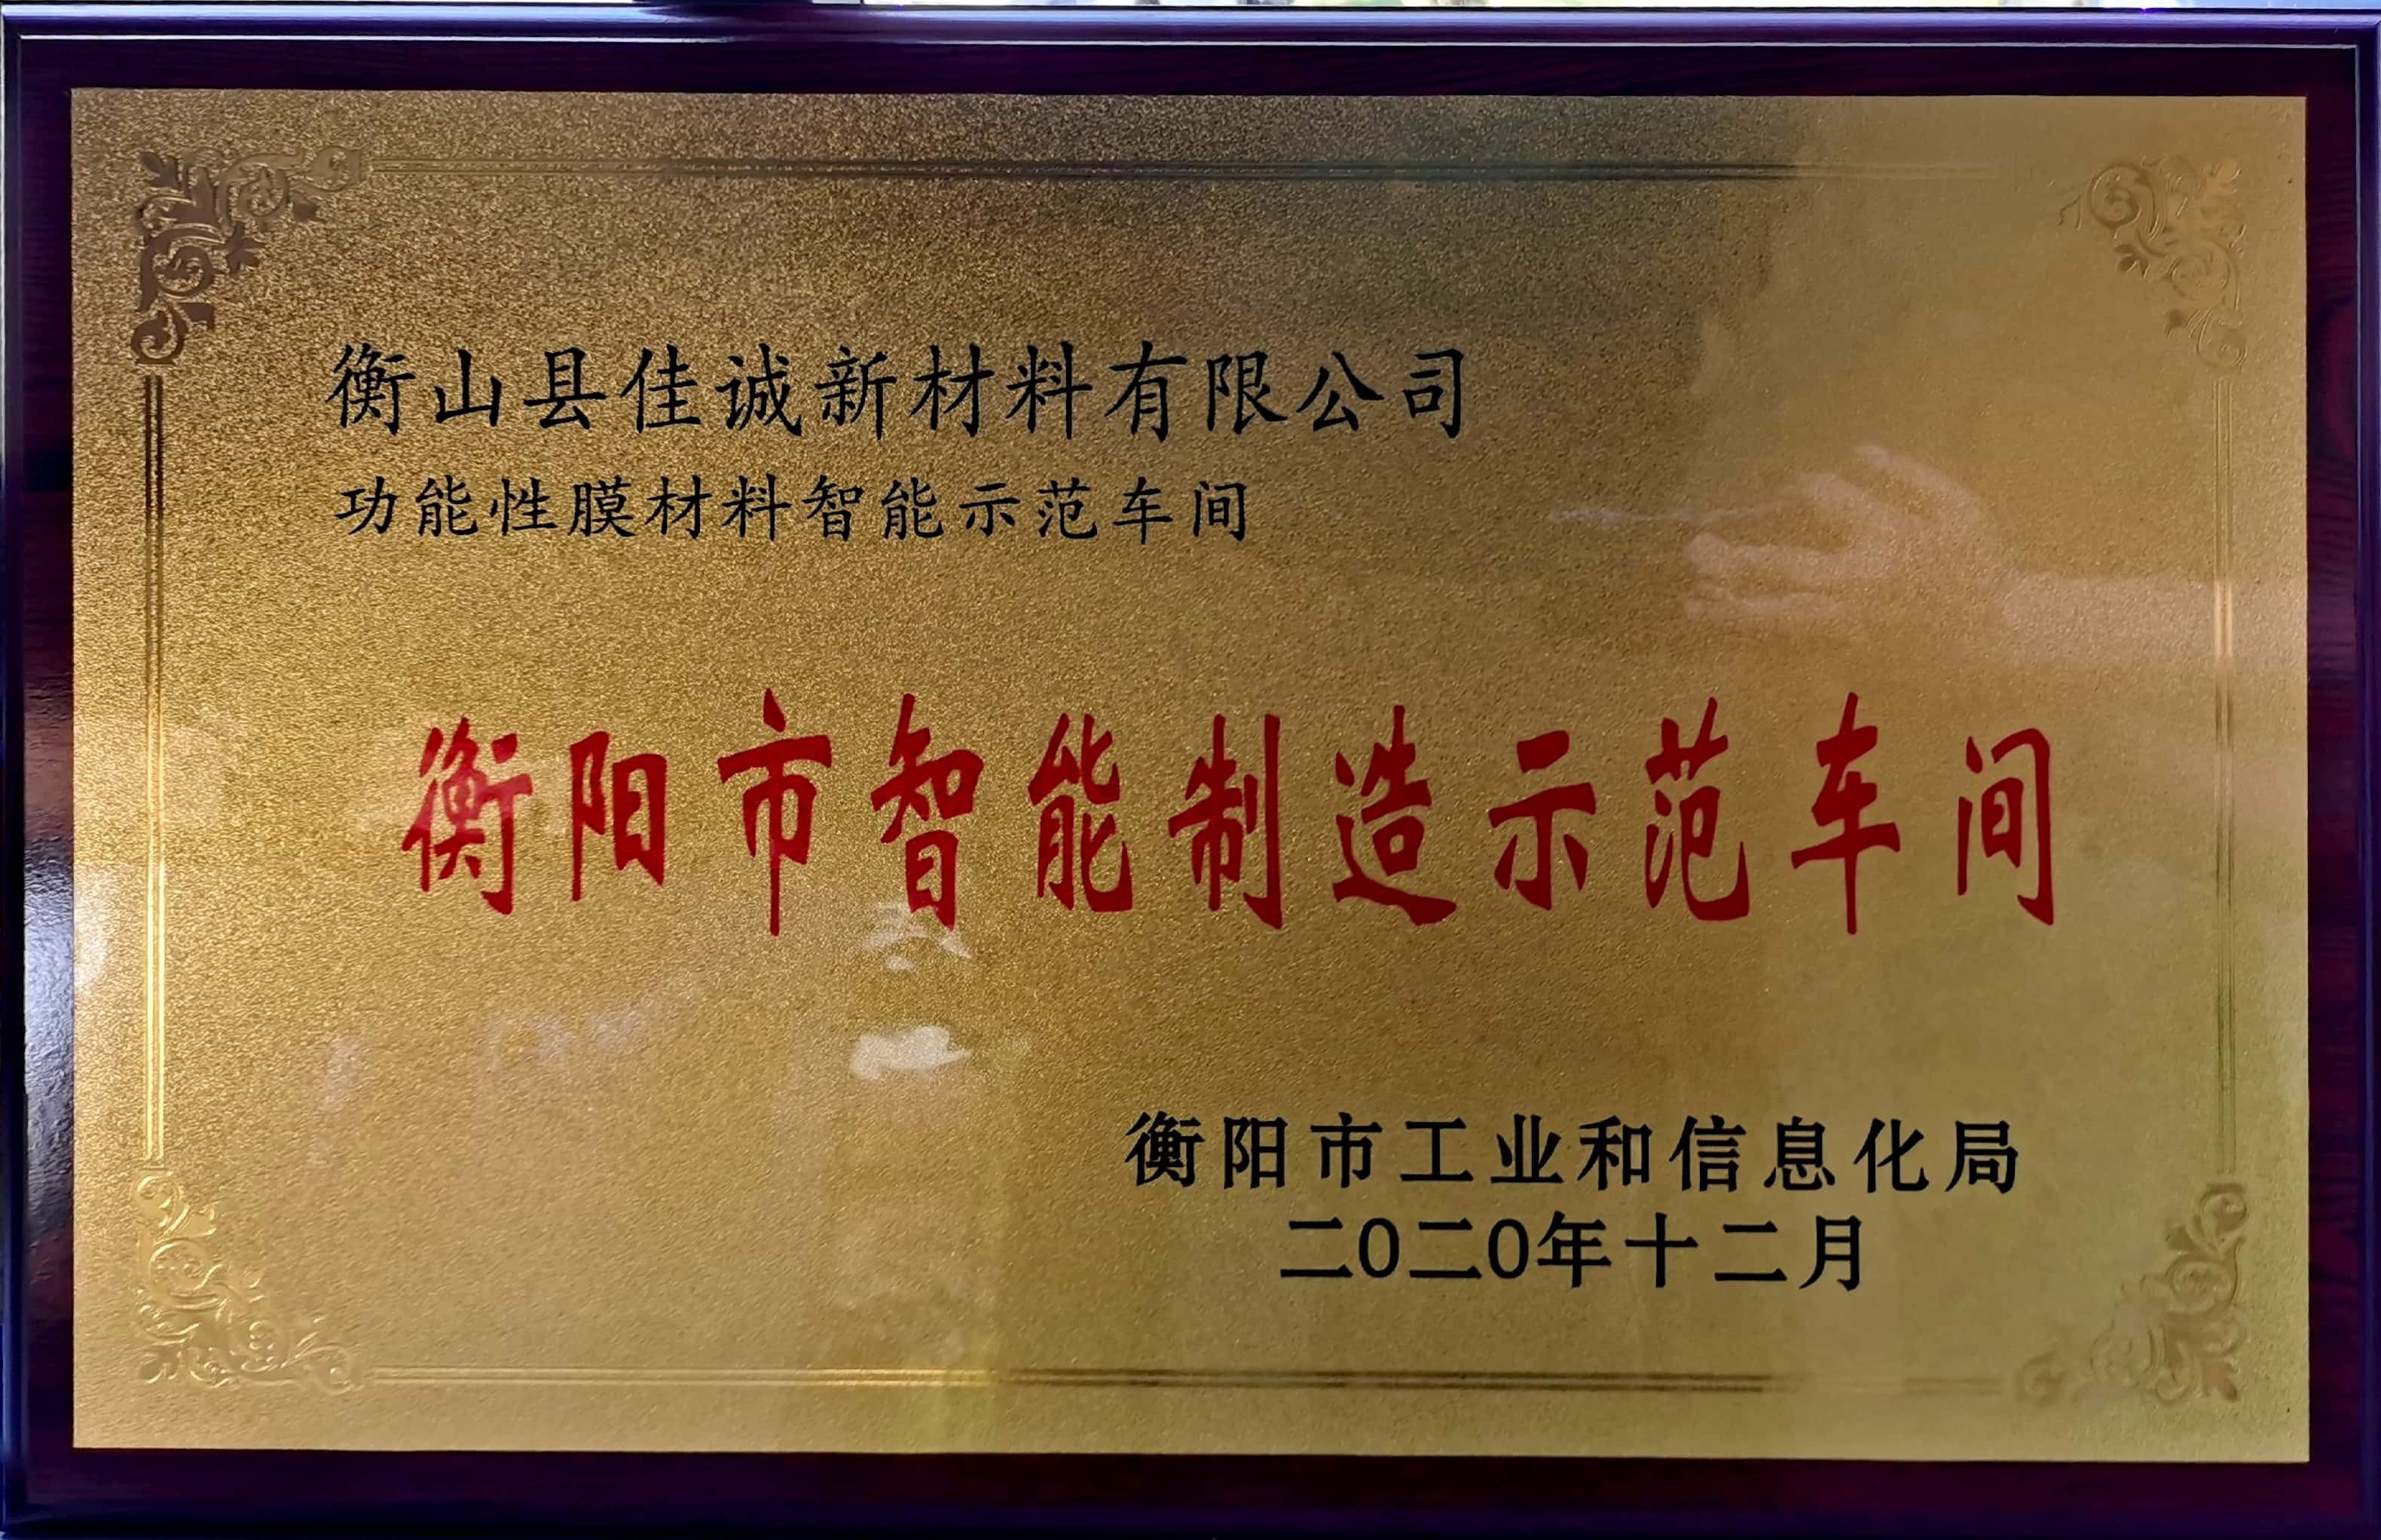 衡山县佳诚新材料有限公司
功能性膜材料智能示范车间
衡阳市智能制造示范车间
衡阳市工业和信息化局
二0二0年十二月